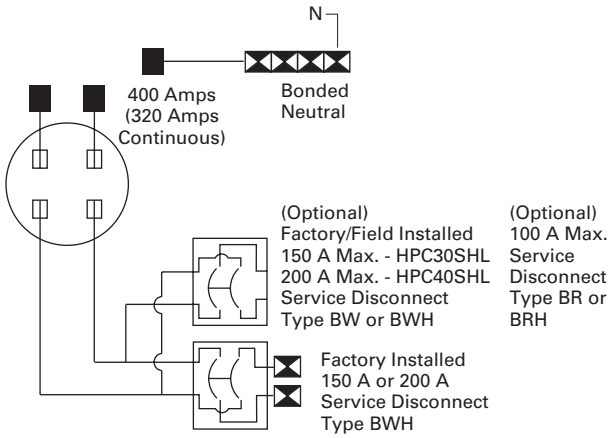 N
400 Amps
(320 Amps
Continuous)
Bonded
Neutral
(Optional)
Factory/Field Installed
150 A Max. - HPC30SHL
200 A Max. - HPC40SHL
Service Disconnect
Type BW or BWH
(Optional)
100 A Max.
Service
Disconnect
Type BR or
BRH
Factory Installed
150 A or 200 A
Service Disconnect
Type BWH